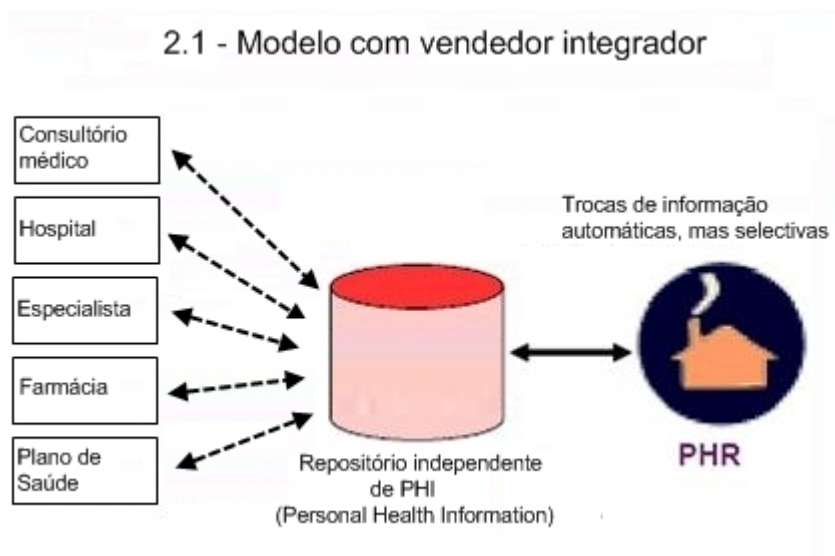 2.1 - Modelo com vendedor integrador
Consultório
médico
Hospital
Especialista
Farmácia
Plano de
Saúde
Trocas de informação
automáticas, mas selectivas
Repositório independente
de PHI
(Personal Health Information)
PHR